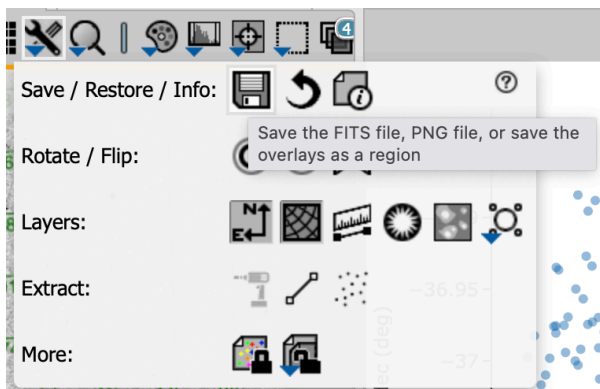 4
Save / Restore / Info:
?
Save the FITS file, PNG file, or save the
overlays as a region
Rotate / Flip:
Layers:
N
E
Extract:
-36.95
dec (deg)
More:
-37